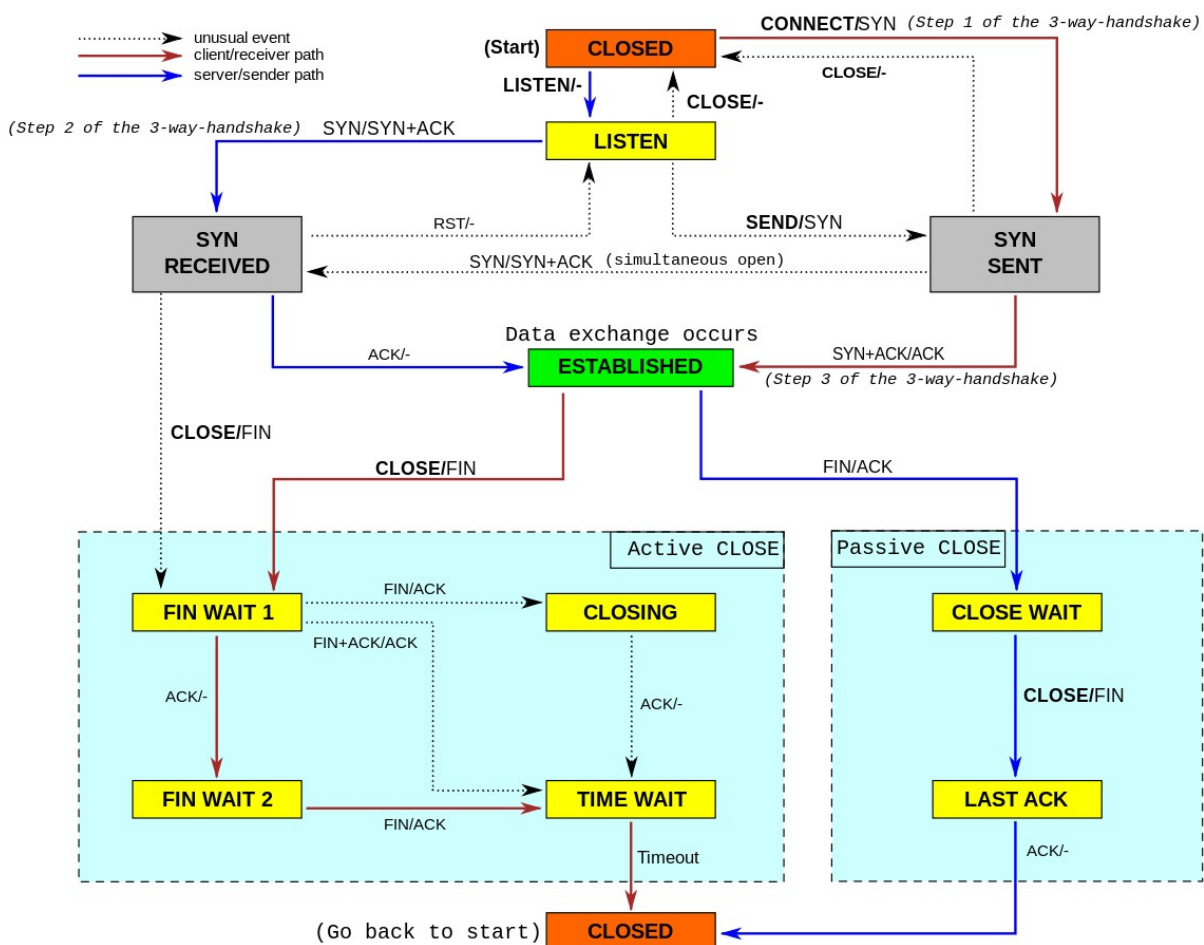 unusual event
client/receiver path
server/sender path
(Start)
CLOSED
CONNECT/SYN (Step 1 of the 3-way-handshake)
CLOSE/-
LISTEN/-
CLOSE/-
(Step 2 of the 3-way-handshake)
SYN/SYN+ACK
LISTEN
RST/-
SEND/SYN
SYN
RECEIVED
SYN
SENT
SYN/SYN+ACK (simultaneous open)
Data exchange occurs
ACK/-
ESTABLISHED
SYN+ACK/ACK
(Step 3 of the 3-way-handshake)
CLOSE/FIN
CLOSE/FIN
FIN/ACK
Active CLOSE
Passive CLOSE
FIN WAIT 1
FIN/ACK
CLOSING
CLOSE WAIT
FIN+ACK/ACK
ACK/-
ACK/-
CLOSE/FIN
FIN WAIT 2
FIN/ACK
TIME WAIT
LAST ACK
Timeout
ACK/-
(Go back to start)
CLOSED